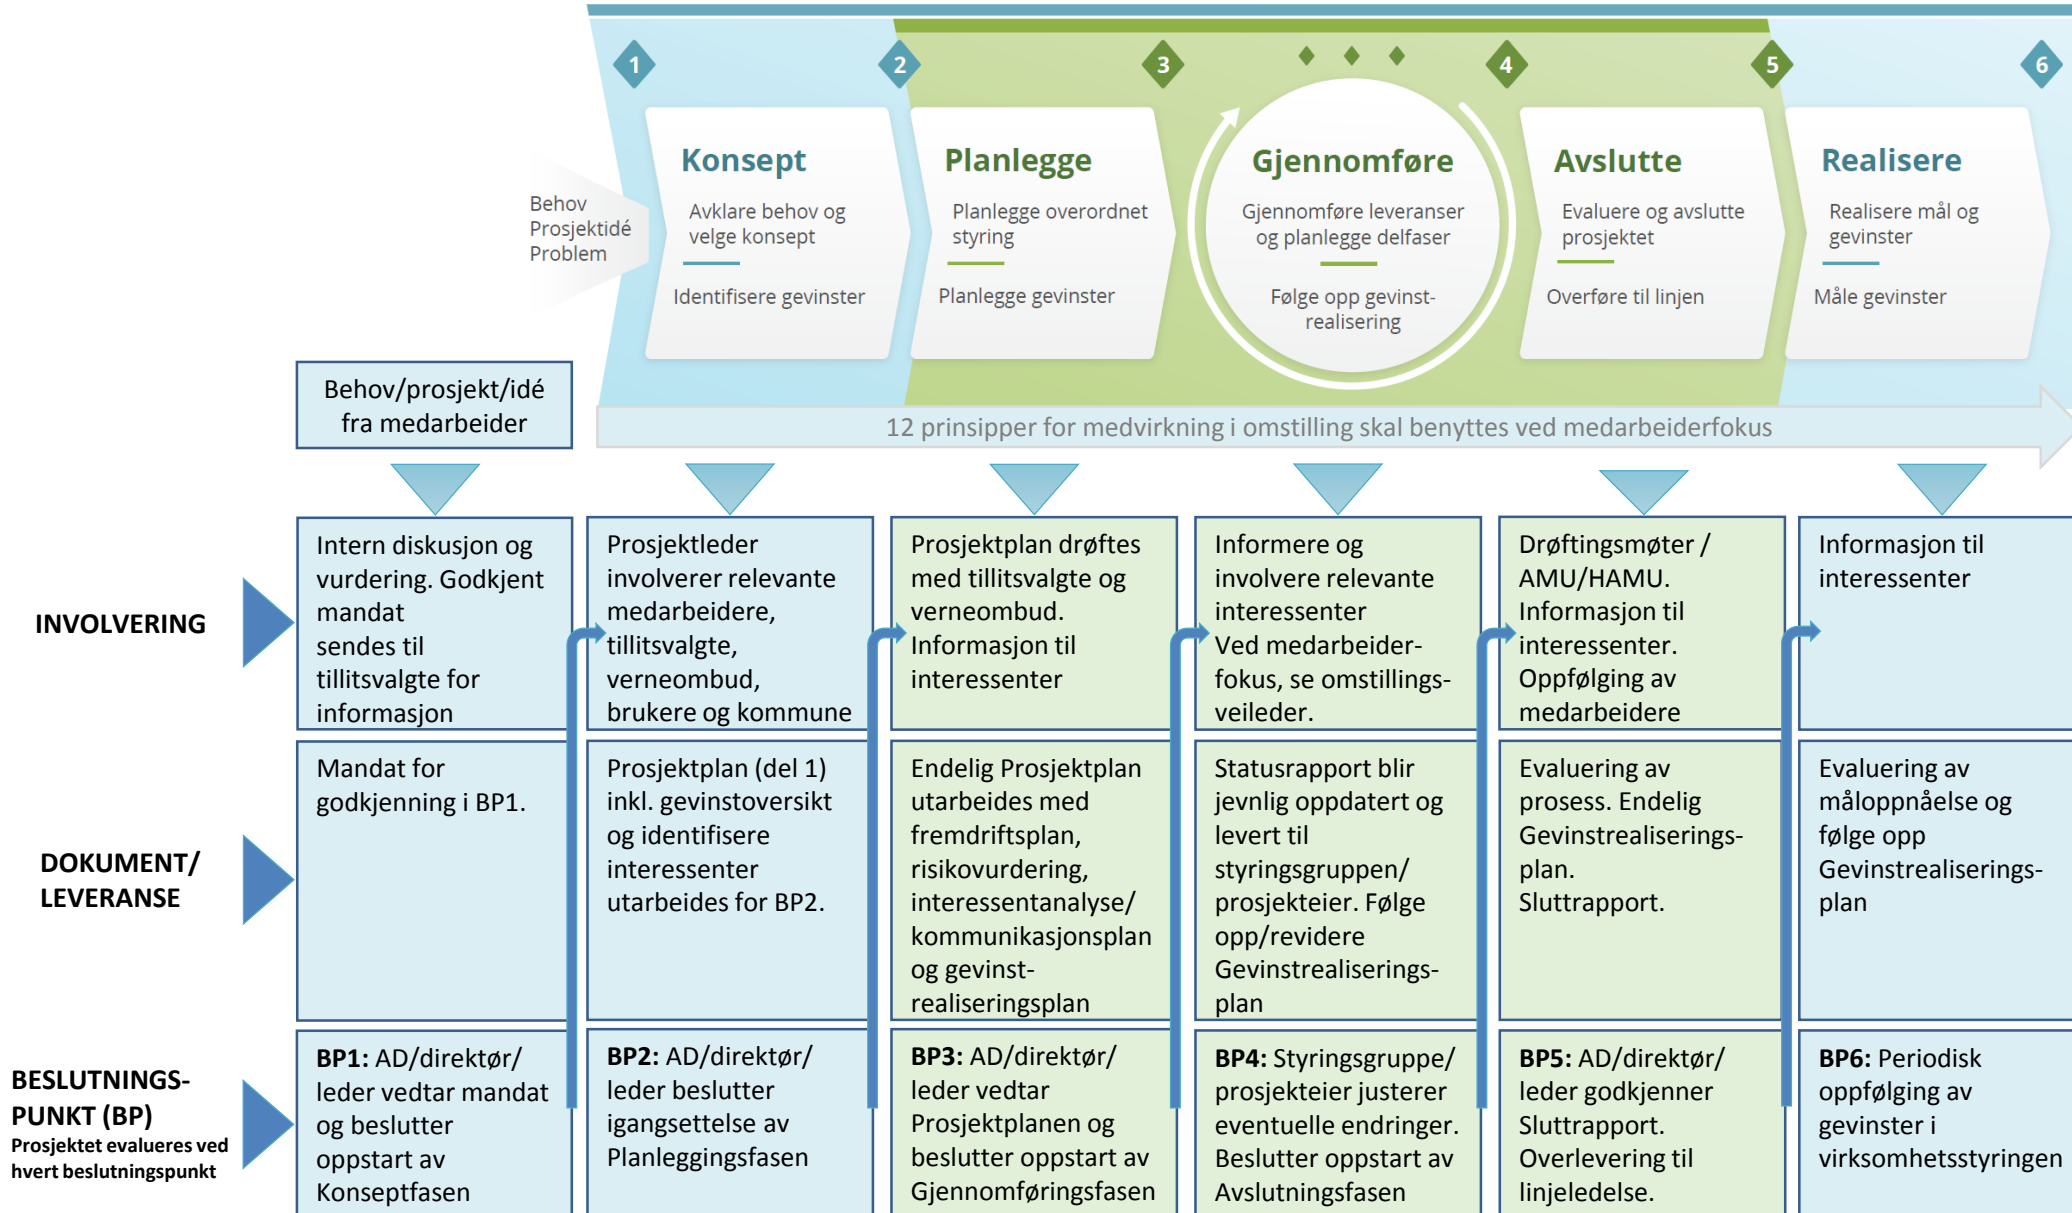 1
2
3
4
5
6
Behov
Prosjektidé
Problem
Konsept
Avklare behov og
velge konsept
Identifisere gevinster
Planlegge
Planlegge overordnet
styring
Planlegge gevinster
Gjennomføre
Gjennomføre leveranser
og planlegge delfaser
Følge opp gevinst-
realisering
Avslutte
Evaluere og avslutte
prosjektet
Overføre til linjen
Realisere
Realisere mål og
gevinster
Måle gevinster
Behov/prosjekt/idé
fra medarbeider
12 prinsipper for medvirkning i omstilling skal benyttes ved medarbeiderfokus
INVOLVERING
Intern diskusjon og
vurdering. Godkjent
mandat
sendes til
tillitsvalgte for
informasjon
Prosjektleder
involverer relevante
medarbeidere,
tillitsvalgte,
verneombud,
brukere og kommune
Prosjektplan drøftes
med tillitsvalgte og
verneombud.
Informasjon til
interessenter
Informere og
involvere relevante
interessenter
Ved medarbeider-
fokus, se omstillings-
veileder.
Drøftingsmøter /
AMU/HAMU.
Informasjon til
interessenter.
Oppfølging av
medarbeidere
Informasjon til
interessenter
DOKUMENT/
LEVERANSE
Mandat for
godkjenning i BP1.
Prosjektplan (del 1)
inkl. gevinstoversikt
og identifisere
interessenter
utarbeides for BP2.
Endelig Prosjektplan
utarbeides med
fremdriftsplan,
risikovurdering,
interessentanalyse/
kommunikasjonsplan
og gevinst-
realiseringsplan
Statusrapport blir
jevnlig oppdatert og
levert til
styringsgruppen/
prosjekteier. Følge
opp/revidere
Gevinstrealiserings-
plan
Evaluering av
prosess. Endelig
Gevinstrealiserings-
plan.
Sluttrapport.
Evaluering av
måloppnåelse og
følge opp
Gevinstrealiserings-
plan
BESLUTNINGS-
PUNKT (BP)
Prosjektet evalueres ved
hvert beslutningspunkt
BP1: AD/direktør/
leder vedtar mandat
og beslutter
oppstart av
Konseptfasen
BP2: AD/direktør/
leder beslutter
igangsettelse av
Planleggingsfasen
BP3: AD/direktør/
leder vedtar
Prosjektplanen og
beslutter oppstart av
Gjennomføringsfasen
BP4: Styringsgruppe/
prosjekteier justerer
eventuelle endringer.
Beslutter oppstart av
Avslutningsfasen
BP5: AD/direktør/
leder godkjenner
Sluttrapport.
Overlevering til
linjeledelse.
BP6: Periodisk
oppfølging av
gevinster i
virksomhetsstyringen